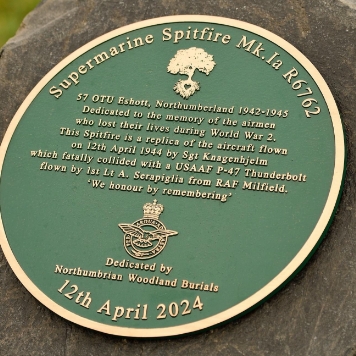 Supermarine Spitfire Mk.Ia R6762
57 OTU Eshott, Northumberland 1942-1945
Dedicated to the memory of the airmen
who lost their lives during World War 2.
This Spitfire is a replica of the aircraft flown
on 12th April 1944 by Sgt Knagenhjelm
which fatally collided with a USAAF P-47 Thunderbolt
flown by 1st Lt A. Serapiglia from RAF Milfield.
"We honour by remembering"
Dedicated by
Northumbrian Woodland Burials
12th April 2024